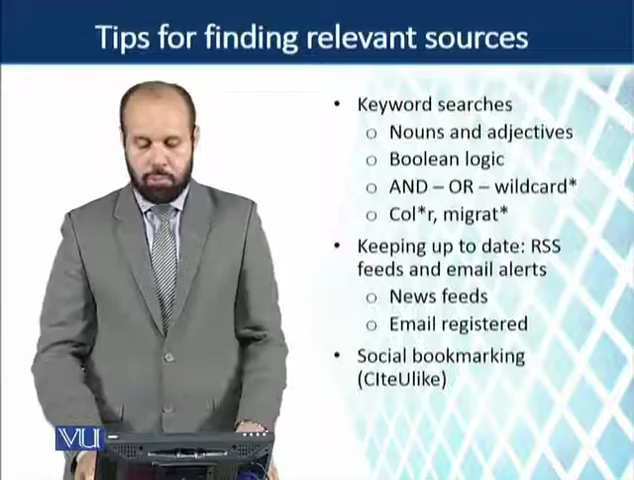 Tips for finding relevant sources
• Keyword searches
o Nouns and adjectives
o Boolean logic
o AND – OR – wildcard*
o Col*r, migrat*
• Keeping up to date: RSS
feeds and email alerts
o News feeds
o Email registered
• Social bookmarking
(CIteUlike)
VU